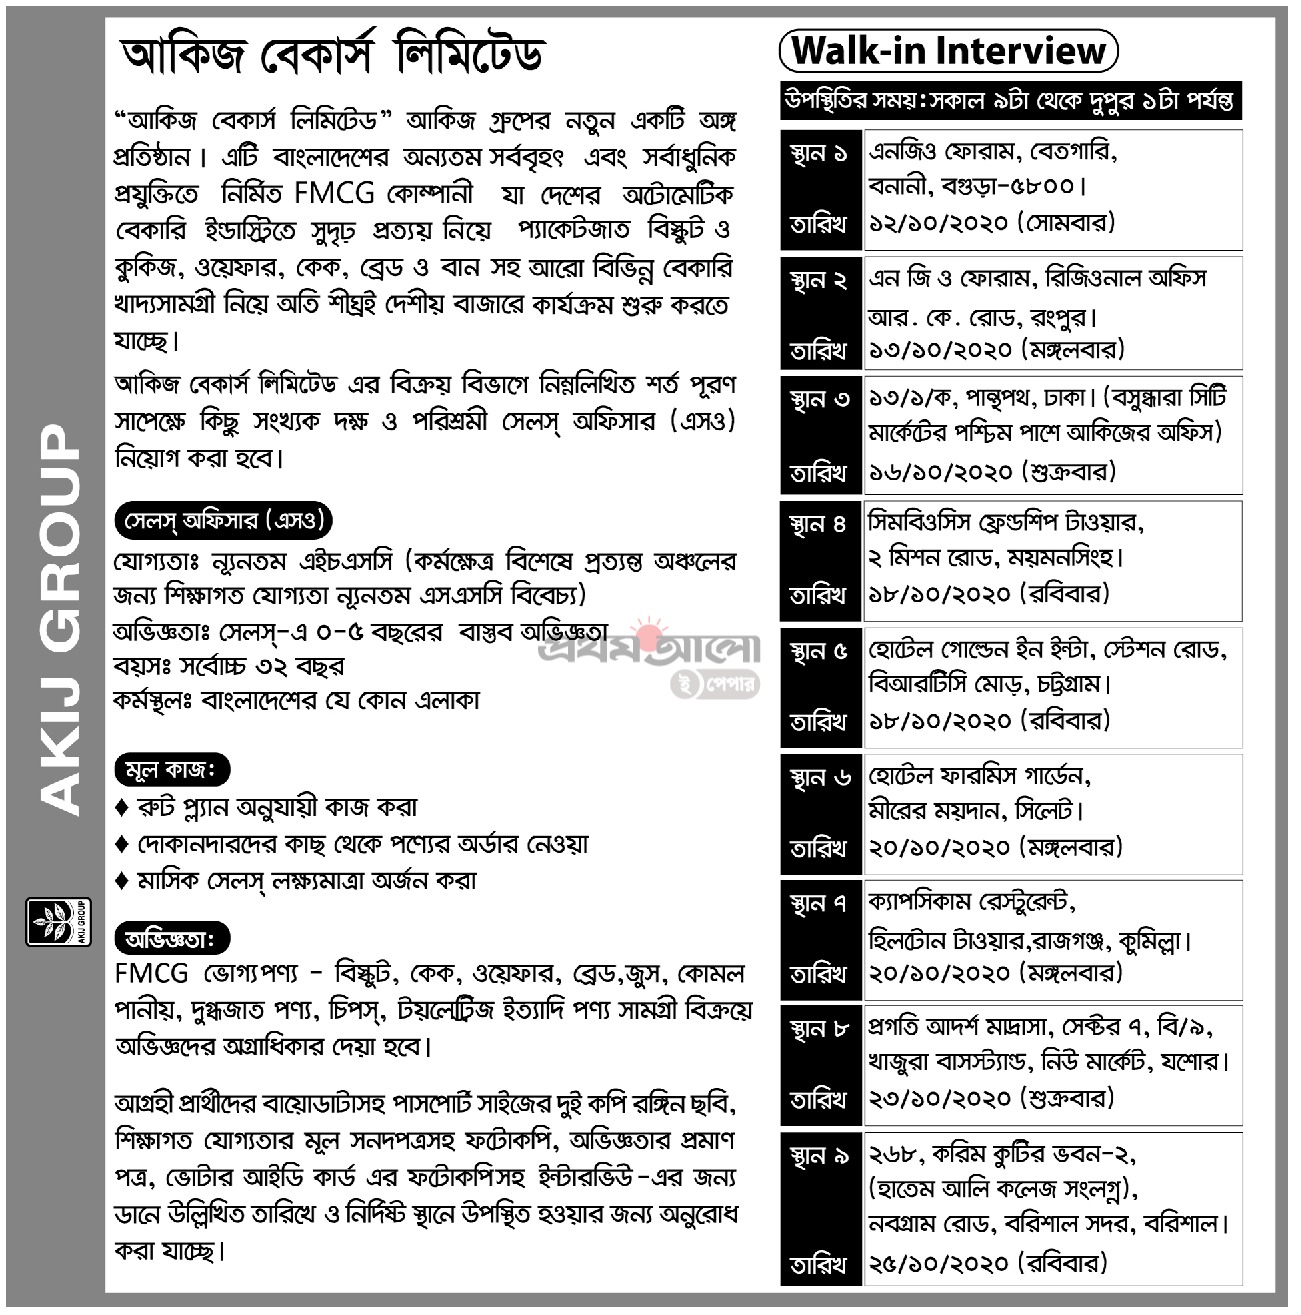 আকিজ বেকার্স লিমিটেড
“আকিজ বেকার্স লিমিটেড” আকিজ গ্রুপের নতুন একটি অঙ্গ
প্রতিষ্ঠান। এটি বাংলাদেশের অন্যতম সর্ববৃহৎ এবং সর্বাধুনিক
প্রযুক্তিতে নির্মিত FMCG কোম্পানী যা দেশের অটোমেটিক
বেকারি ইন্ডাস্ট্রিতে সুদৃঢ় প্রত্যয় নিয়ে প্যাকেটজাত বিস্কুট ও
কুকিজ, ওয়েফার, কেক, ব্রেড ও বান সহ আরো বিভিন্ন বেকারি
খাদ্যসামগ্রী নিয়ে অতি শীঘ্রই দেশীয় বাজারে কার্যক্রম শুরু করতে
যাচ্ছে।
আকিজ বেকার্স লিমিটেড এর বিক্রয় বিভাগে নিম্নলিখিত শর্ত পূরণ
সাপেক্ষে কিছু সংখ্যক দক্ষ ও পরিশ্রমী সেলস্ অফিসার (এসও)
নিয়োগ করা হবে।
সেলস্ অফিসার (এসও)
যোগ্যতাঃ ন্যূনতম এইচএসসি (কর্মক্ষেত্র বিশেষে প্রত্যন্ত অঞ্চলের
জন্য শিক্ষাগত যোগ্যতা ন্যূনতম এসএসসি বিবেচ্য)
অভিজ্ঞতাঃ সেলস্-এ ০-৫ বছরের বাস্তব অভিজ্ঞতা
বয়সঃ সর্বোচ্চ ৩২ বছর
কর্মস্থলঃ বাংলাদেশের যে কোন এলাকা
প্রথম আলো
ই পেপার
মূল কাজ:
♦ রুট প্ল্যান অনুযায়ী কাজ করা
♦ দোকানদারদের কাছ থেকে পণ্যের অর্ডার নেওয়া
♦ মাসিক সেলস্ লক্ষ্যমাত্রা অর্জন করা
অভিজ্ঞতা:
FMCG ভোগ্যপণ্য - বিস্কুট, কেক, ওয়েফার, ব্রেড,জুস, কোমল
পানীয়, দুগ্ধজাত পণ্য, চিপস্, টয়লেট্রিজ ইত্যাদি পণ্য সামগ্রী বিক্রয়ে
অভিজ্ঞদের অগ্রাধিকার দেয়া হবে।
আগ্রহী প্রার্থীদের বায়োডাটাসহ পাসপোর্ট সাইজের দুই কপি রঙ্গিন ছবি,
শিক্ষাগত যোগ্যতার মূল সনদপত্রসহ ফটোকপি, অভিজ্ঞতার প্রমাণ
পত্র, ভোটার আইডি কার্ড এর ফটোকপিসহ ইন্টারভিউ-এর জন্য
ডানে উল্লিখিত তারিখে ও নির্দিষ্ট স্থানে উপস্থিত হওয়ার জন্য অনুরোধ
করা যাচ্ছে।
AKIJ GROUP
AKIJ GROUP
Walk-in Interview
উপস্থিতির সময়:সকাল ৯টা থেকে দুপুর ১টা পর্যন্ত
স্থান ১ এনজিও ফোরাম, বেতগারি,
বনানী, বগুড়া-৫৮০০।
তারিখ ১২/১০/২০২০ (সোমবার)
স্থান ২ এন জি ও ফোরাম, রিজিওনাল অফিস
আর. কে. রোড, রংপুর।
তারিখ ১৩/১০/২০২০ (মঙ্গলবার)
স্থান ৩ ১৩/১/ক, পান্থপথ, ঢাকা। (বসুন্ধারা সিটি
মার্কেটের পশ্চিম পাশে আকিজের অফিস)
তারিখ ১৬/১০/২০২০ (শুক্রবার)
স্থান ৪ সিমবিওসিস ফ্রেন্ডশিপ টাওয়ার,
২ মিশন রোড, ময়মনসিংহ।
তারিখ ১৮/১০/২০২০ (রবিবার)
স্থান ৫ হোটেল গোল্ডেন ইন ইন্টা, স্টেশন রোড,
বিআরটিসি মোড়, চট্টগ্রাম।
তারিখ ১৮/১০/২০২০ (রবিবার)
স্থান ৬ হোটেল ফারমিস গার্ডেন,
মীরের ময়দান, সিলেট।
তারিখ ২০/১০/২০২০ (মঙ্গলবার)
স্থান ৭ ক্যাপসিকাম রেস্টুরেন্ট,
হিলটোন টাওয়ার,রাজগঞ্জ, কুমিল্লা।
তারিখ ২০/১০/২০২০ (মঙ্গলবার)
স্থান ৮ প্রগতি আদর্শ মাদ্রাসা, সেক্টর ৭, বি/৯,
খাজুরা বাসস্ট্যান্ড, নিউ মার্কেট, যশোর।
তারিখ ২৩/১০/২০২০ (শুক্রবার)
স্থান ৯ ২৬৮, করিম কুটির ভবন-২,
(হাতেম আলি কলেজ সংলগ্ন),
নবগ্রাম রোড, বরিশাল সদর, বরিশাল।
তারিখ ২৫/১০/২০২০ (রবিবার)